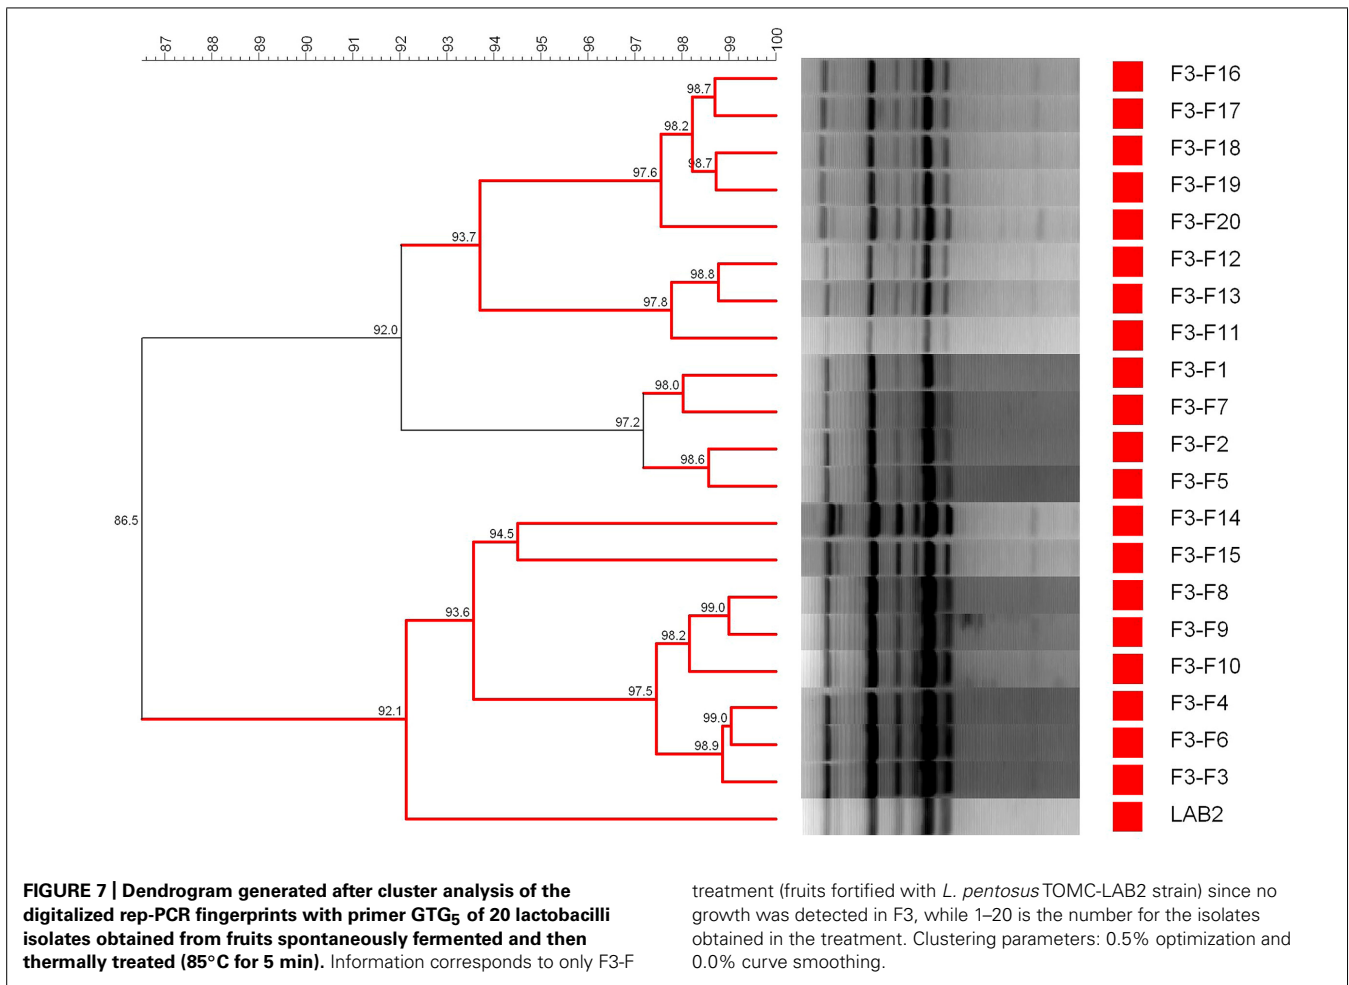 87 88 89 90 91 92 93 94 95 96 97 98 99 100
F3-F16
98.7
F3-F17
98.2
F3-F18
98.7
97.6
F3-F19
F3-F20
93.7
F3-F12
98.8
F3-F13
97.8
F3-F11
92.0
F3-F1
98.0
F3-F7
97.2
F3-F2
98.6
F3-F5
86.5
F3-F14
94.5
F3-F15
F3-F8
99.0
93.6
F3-F9
98.2
F3-F10
97.5
F3-F4
99.0
92.1
F3-F6
98.9
F3-F3
LAB2
FIGURE 7 | Dendrogram generated after cluster analysis of the
digitalized rep-PCR fingerprints with primer GTG5 of 20 lactobacilli
isolates obtained from fruits spontaneously fermented and then
thermally treated (85°C for 5 min). Information corresponds to only F3-F
treatment (fruits fortified with L. pentosus TOMC-LAB2 strain) since no
growth was detected in F3, while 1–20 is the number for the isolates
obtained in the treatment. Clustering parameters: 0.5% optimization and
0.0% curve smoothing.